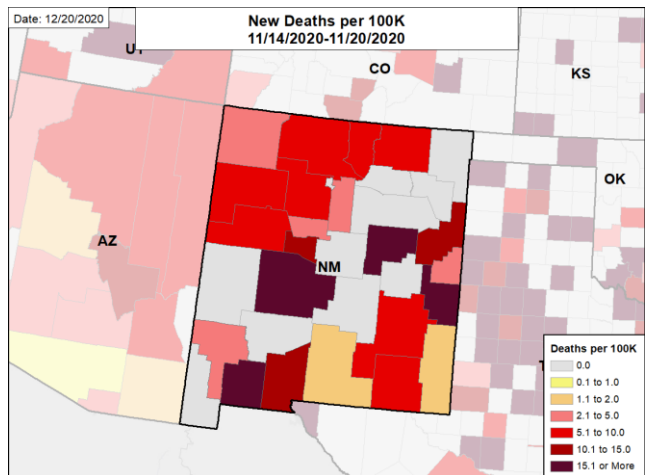 Date: 12/20/2020
New Deaths per 100K
11/14/2020-11/20/2020
UT
CO
KS
OK
AZ
NM
T
Deaths per 100K
0.0
0.1 to 1.0
1.1 to 2.0
2.1 to 5.0
5.1 to 10.0
10.1 to 15.0
15.1 or More